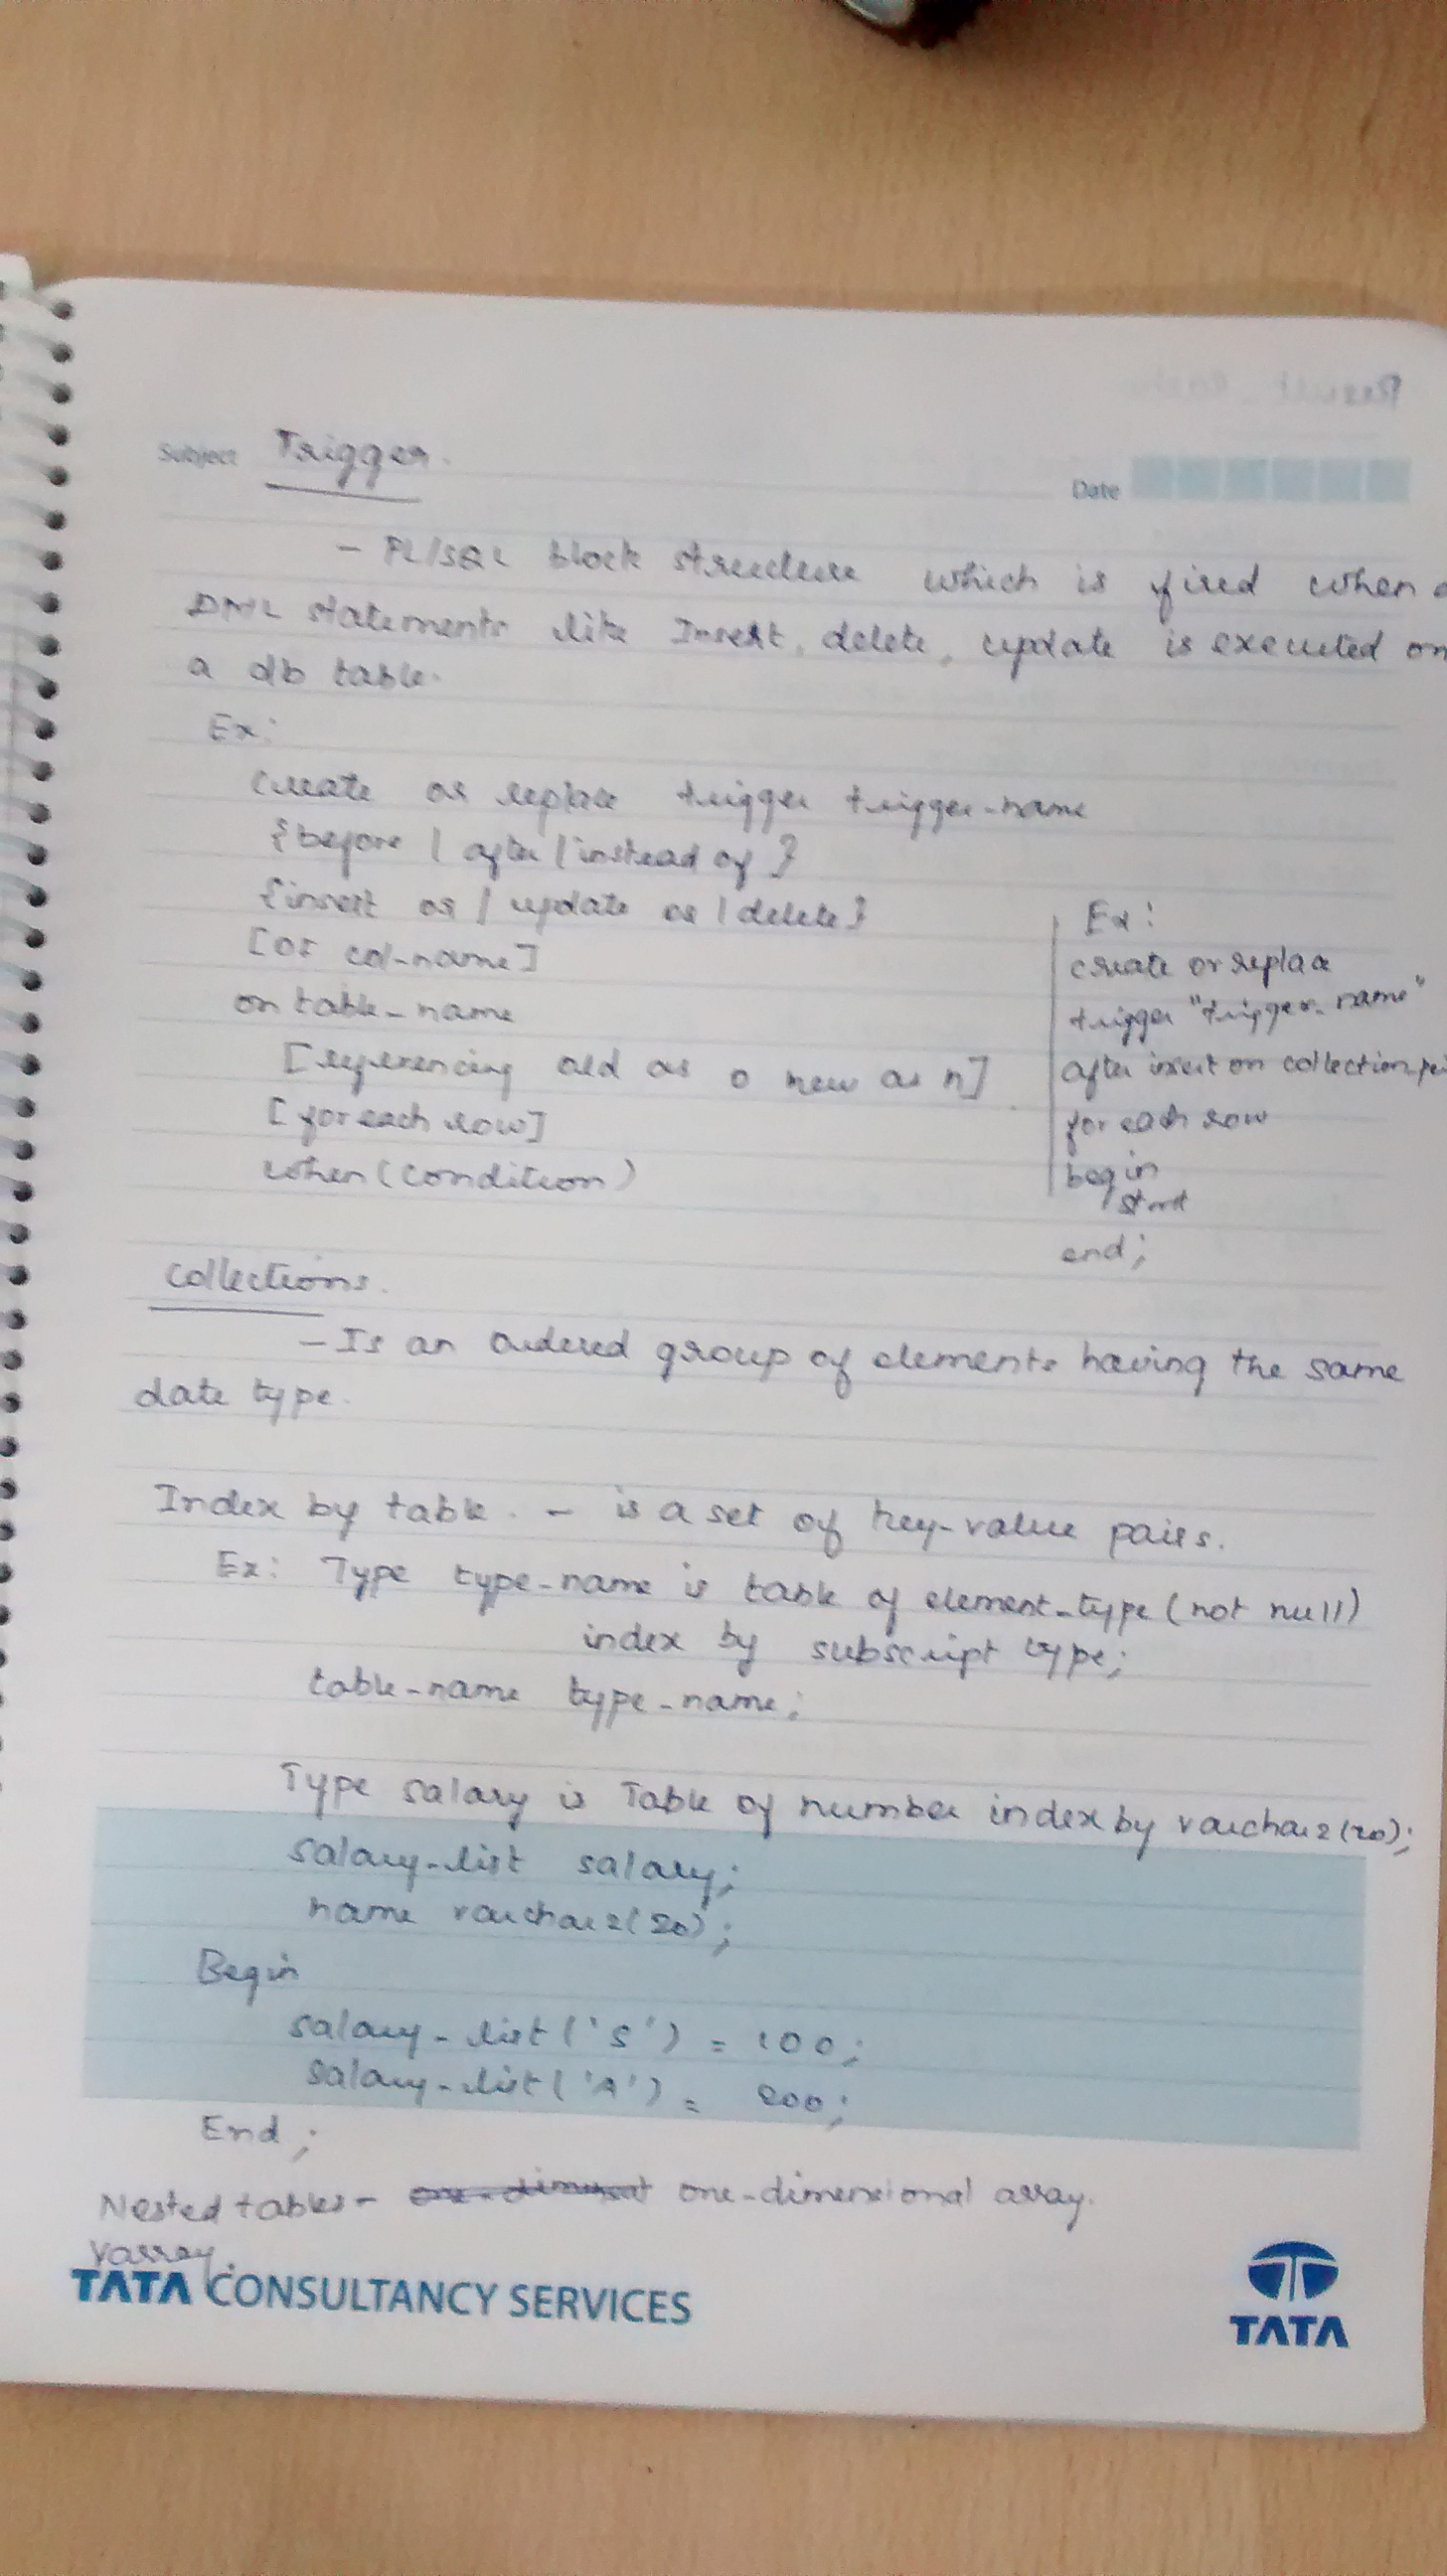 Subject Trigger.
Date
- PL/SQL block structure which is fired when a
DML statements like Insert, delete, update is executed on
a db table.
Ex:
Create or replace trigger trigger-name
{before | after | instead of}
{insert or | update or | delete}
[of col-name]
on table-name
[referencing old as o new as n]
[for each row]
when (condition)
Ex:
create or replace
trigger "trigger-name"
after insert on collection
for each row
begin
stmt
end;
Collections.
- Is an ordered group of elements having the same
date type.
Index by table. - is a set of key-value pairs.
Ex: Type type-name is table of element-type (not null)
index by subscript type;
table-name type-name;
Type salary is Table of number index by varchar2(20);
salary-list salary;
name varchar2(20);
Begin
salary-list('S') = 100;
salary-list('A') = 200;
End;
Nested tables - one-dimensional array.
Varray.
TATA CONSULTANCY SERVICES
TATA